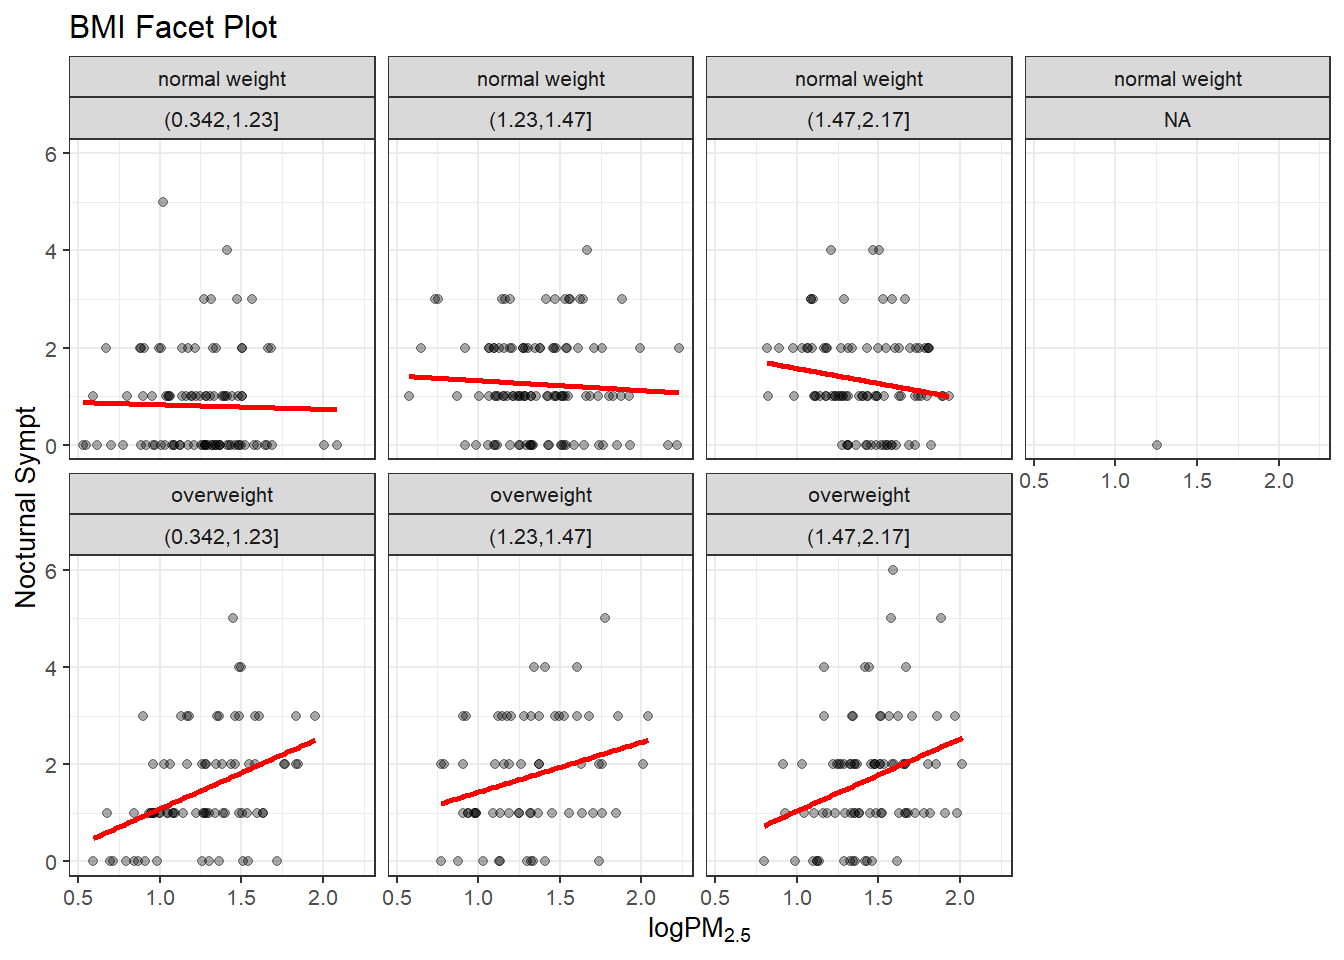 BMI Facet Plot
normal weight
normal weight
normal weight
normal weight
(0.342,1.23]
(1.23,1.47]
(1.47,2.17]
NA
6
4
2
0
0.5 1.0 1.5 2.0
overweight
overweight
overweight
(0.342,1.23]
(1.23,1.47]
(1.47,2.17]
6
4
2
0
0.5 1.0 1.5 2.0
0.5 1.0 1.5 2.0
0.5 1.0 1.5 2.0
logPM2.5
Nocturnal Sympt